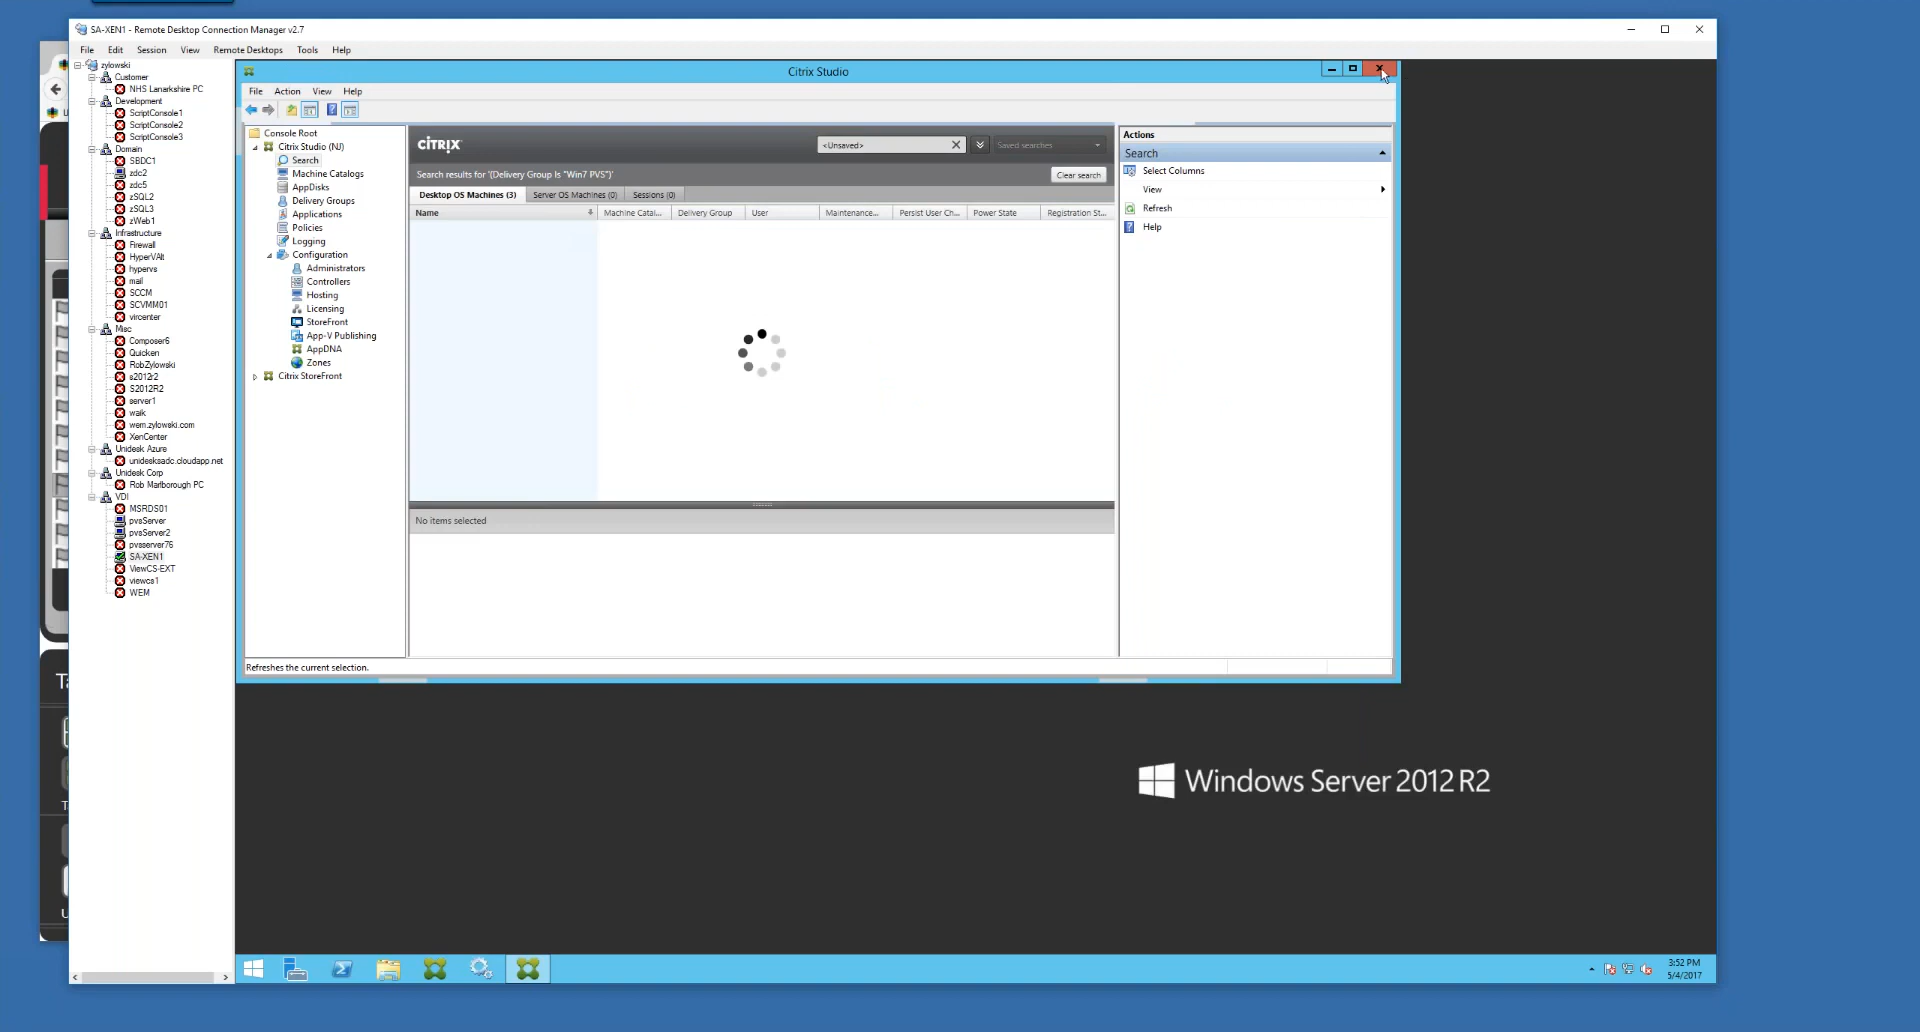 SA-XEN1 - Remote Desktop Connection Manager v2.7
File Edit Session View Remote Desktops Tools Help
zylowski
Customer
NHS Lanarkshire PC
Development
ScriptConsole1
ScriptConsole2
ScriptConsole3
Domain
SBDC1
zdc2
zdc5
zSQL2
zSQL3
zWeb1
Infrastructure
Firewall
HyperVAlt
hypervs
mail
SCCM
SCVMM01
vircenter
Misc
Composer6
Quicken
RobZylowski
s2012r2
S2012R2
server1
waik
wem.zylowski.com
XenCenter
Unidesk Azure
unidesksadc.cloudapp.net
Unidesk Corp
Rob Marlborough PC
VDI
MSRDS01
pvsServer
pvsServer2
pvsserver76
SA-XEN1
ViewCS-EXT
viewcs1
WEM
Citrix Studio
File Action View Help
Console Root
Citrix Studio (NJ)
Search
Machine Catalogs
AppDisks
Delivery Groups
Applications
Policies
Logging
Configuration
Administrators
Controllers
Hosting
Licensing
StoreFront
App-V Publishing
AppDNA
Zones
Citrix StoreFront
CITRIX
<Unsaved>
Saved searches
Search results for '(Delivery Group Is "Win7 PVS")'
Clear search
Desktop OS Machines (3) Server OS Machines (0) Sessions (0)
Name Machine Catal... Delivery Group User Maintenance... Persist User Ch... Power State Registration St...
No items selected
Actions
Search
Select Columns
View
Refresh
Help
Refreshes the current selection.
Windows Server 2012 R2
3:52 PM
5/4/2017